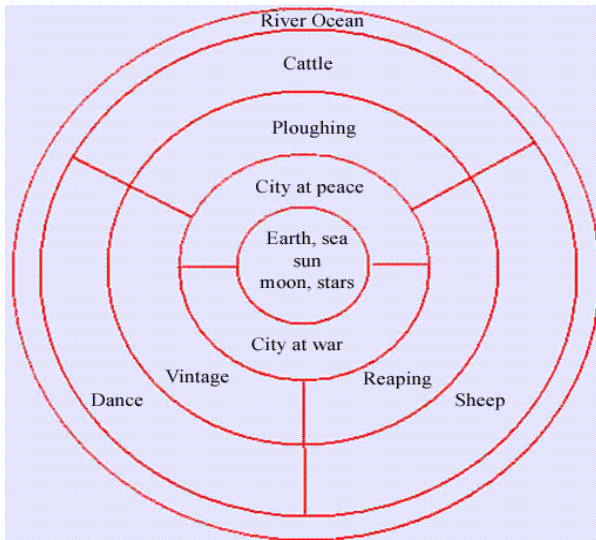 River Ocean
Cattle
Ploughing
City at peace
Earth, sea
sun
moon, stars
City at war
Vintage
Reaping
Dance
Sheep